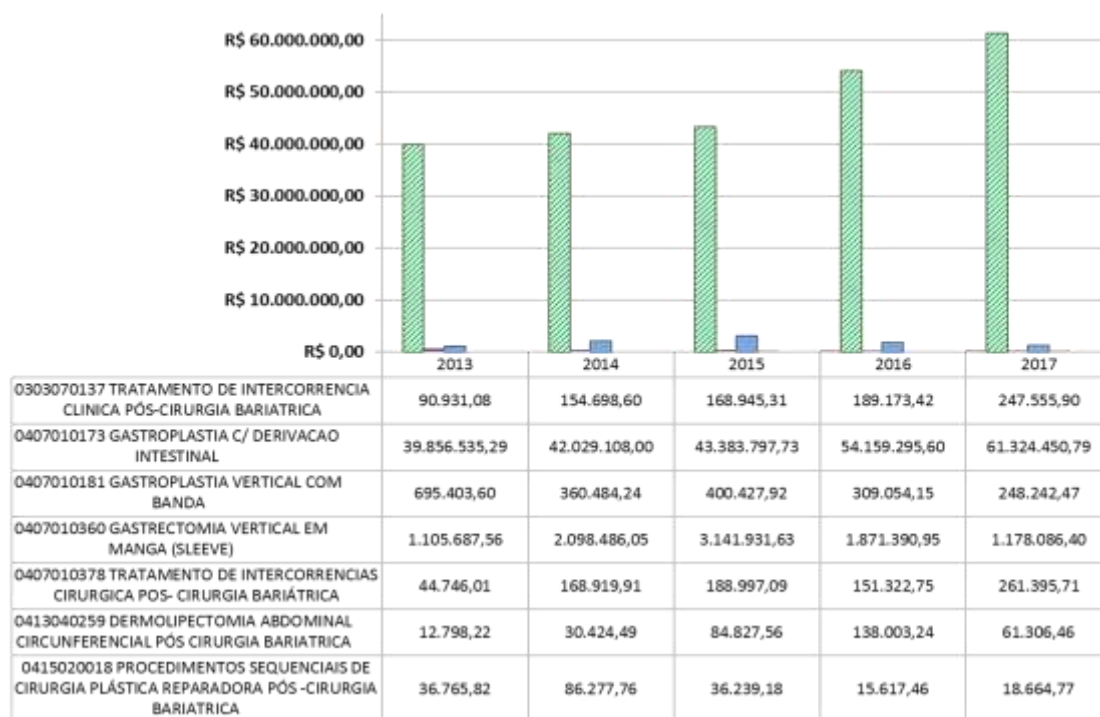 R$ 60.000.000,00
R$ 50.000.000,00
R$ 40.000.000,00
R$ 30.000.000,00
R$ 20.000.000,00
R$ 10.000.000,00
R$ 0,00
2013 2014 2015 2016 2017
0303070137 TRATAMENTO DE INTERCORRENCIA
CLINICA PÓS-CIRURGIA BARIATRICA
90.931,08 154.698,60 168.945,31 189.173,42 247.555,90
0407010173 GASTROPLASTIA C/ DERIVACAO
INTESTINAL
39.856.535,29 42.029.108,00 43.383.797,73 54.159.295,60 61.324.450,79
0407010181 GASTROPLASTIA VERTICAL COM
BANDA
695.403,60 360.484,24 400.427,92 309.054,15 248.242,47
0407010360 GASTRECTOMIA VERTICAL EM
MANGA (SLEEVE)
1.105.687,56 2.098.486,05 3.141.931,63 1.871.390,95 1.178.086,40
0407010378 TRATAMENTO DE INTERCORRENCIAS
CIRURGICA POS- CIRURGIA BARIÁTRICA
44.746,01 168.919,91 188.997,09 151.322,75 261.395,71
0413040259 DERMOLIPECTOMIA ABDOMINAL
CIRCUNFERENCIAL PÓS CIRURGIA BARIATRICA
12.798,22 30.424,49 84.827,56 138.003,24 61.306,46
0415020018 PROCEDIMENTOS SEQUENCIAIS DE
CIRURGIA PLÁSTICA REPARADORA PÓS -CIRURGIA
BARIATRICA
36.765,82 86.277,76 36.239,18 15.617,46 18.664,77